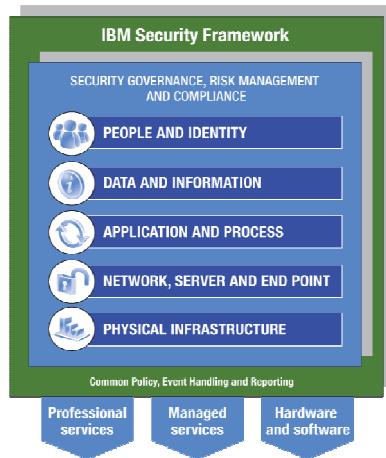 IBM Security Framework
SECURITY GOVERNANCE, RISK MANAGEMENT
AND COMPLIANCE
PEOPLE AND IDENTITY
DATA AND INFORMATION
APPLICATION AND PROCESS
NETWORK, SERVER AND END POINT
PHYSICAL INFRASTRUCTURE
Common Policy, Event Handling and Reporting
Professional
services
Managed
services
Hardware
and software